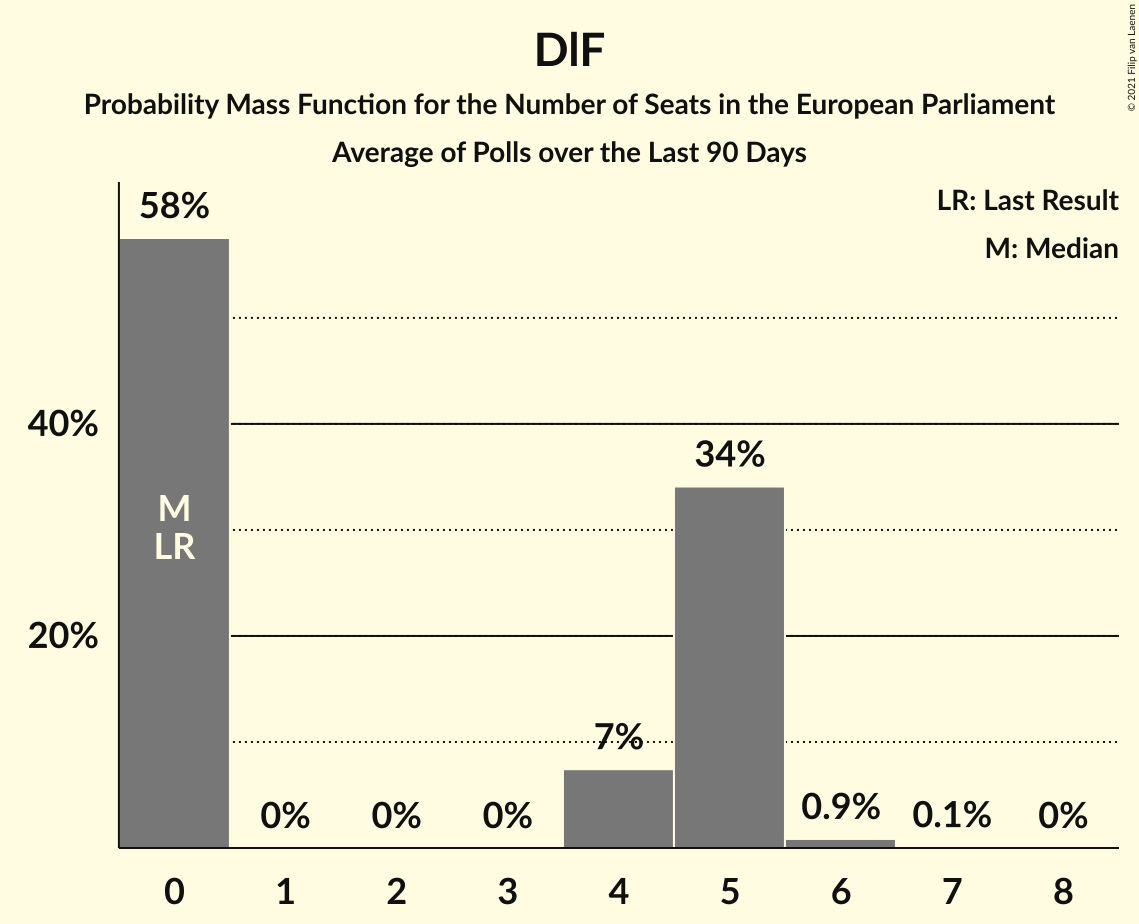 DIF
Probability Mass Function for the Number of Seats in the European Parliament
Average of Polls over the Last 90 Days
© 2021 Filip van Laenen
LR: Last Result
M: Median
58%
40%
34%
M
LR
20%
7%
0%
0%
0%
0.9%
0.1%
0%
0
1
2
3
4
5
6
7
8